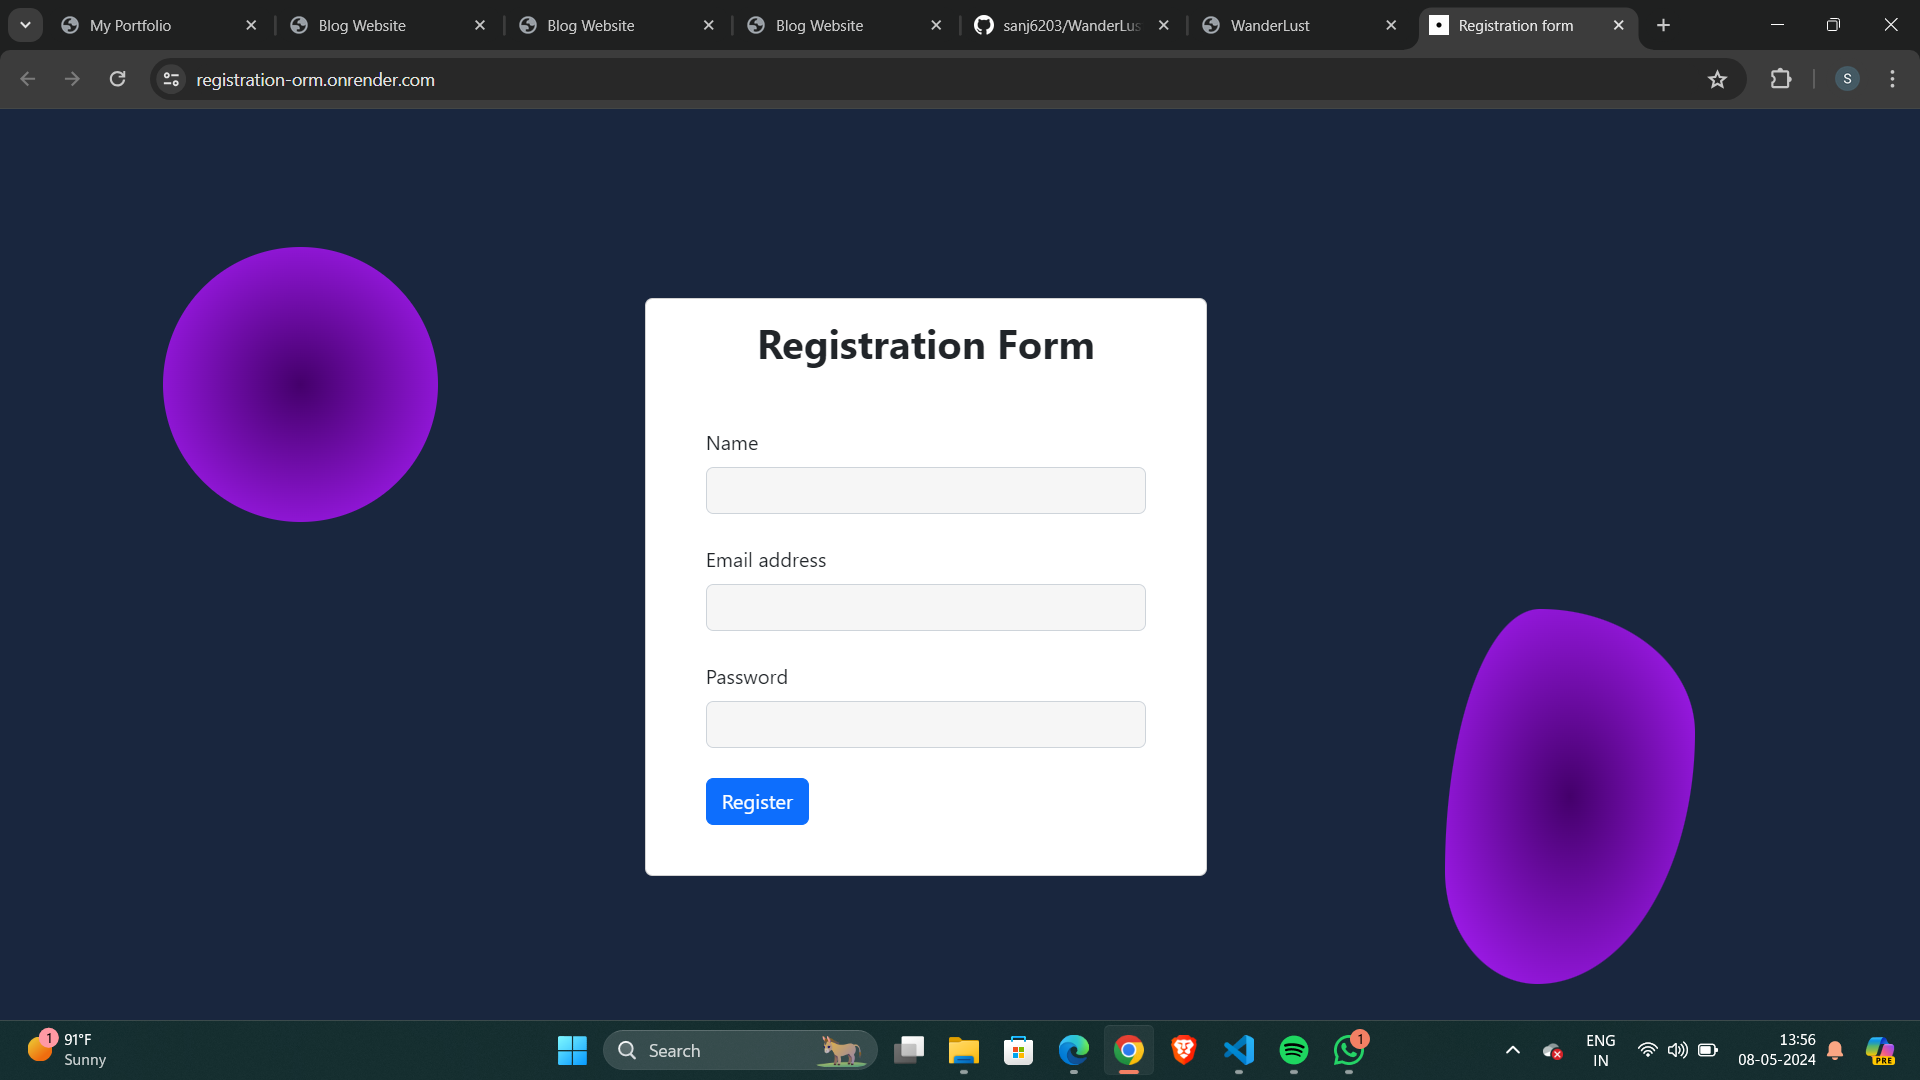 My Portfolio
Blog Website
Blog Website
Blog Website
sanj6203/WanderLus
WanderLust
Registration form
registration-orm.onrender.com
S
Registration Form
Name
Email address
Password
Register
1
91°F
Sunny
Search
1
ENG
IN
13:56
08-05-2024
PRE